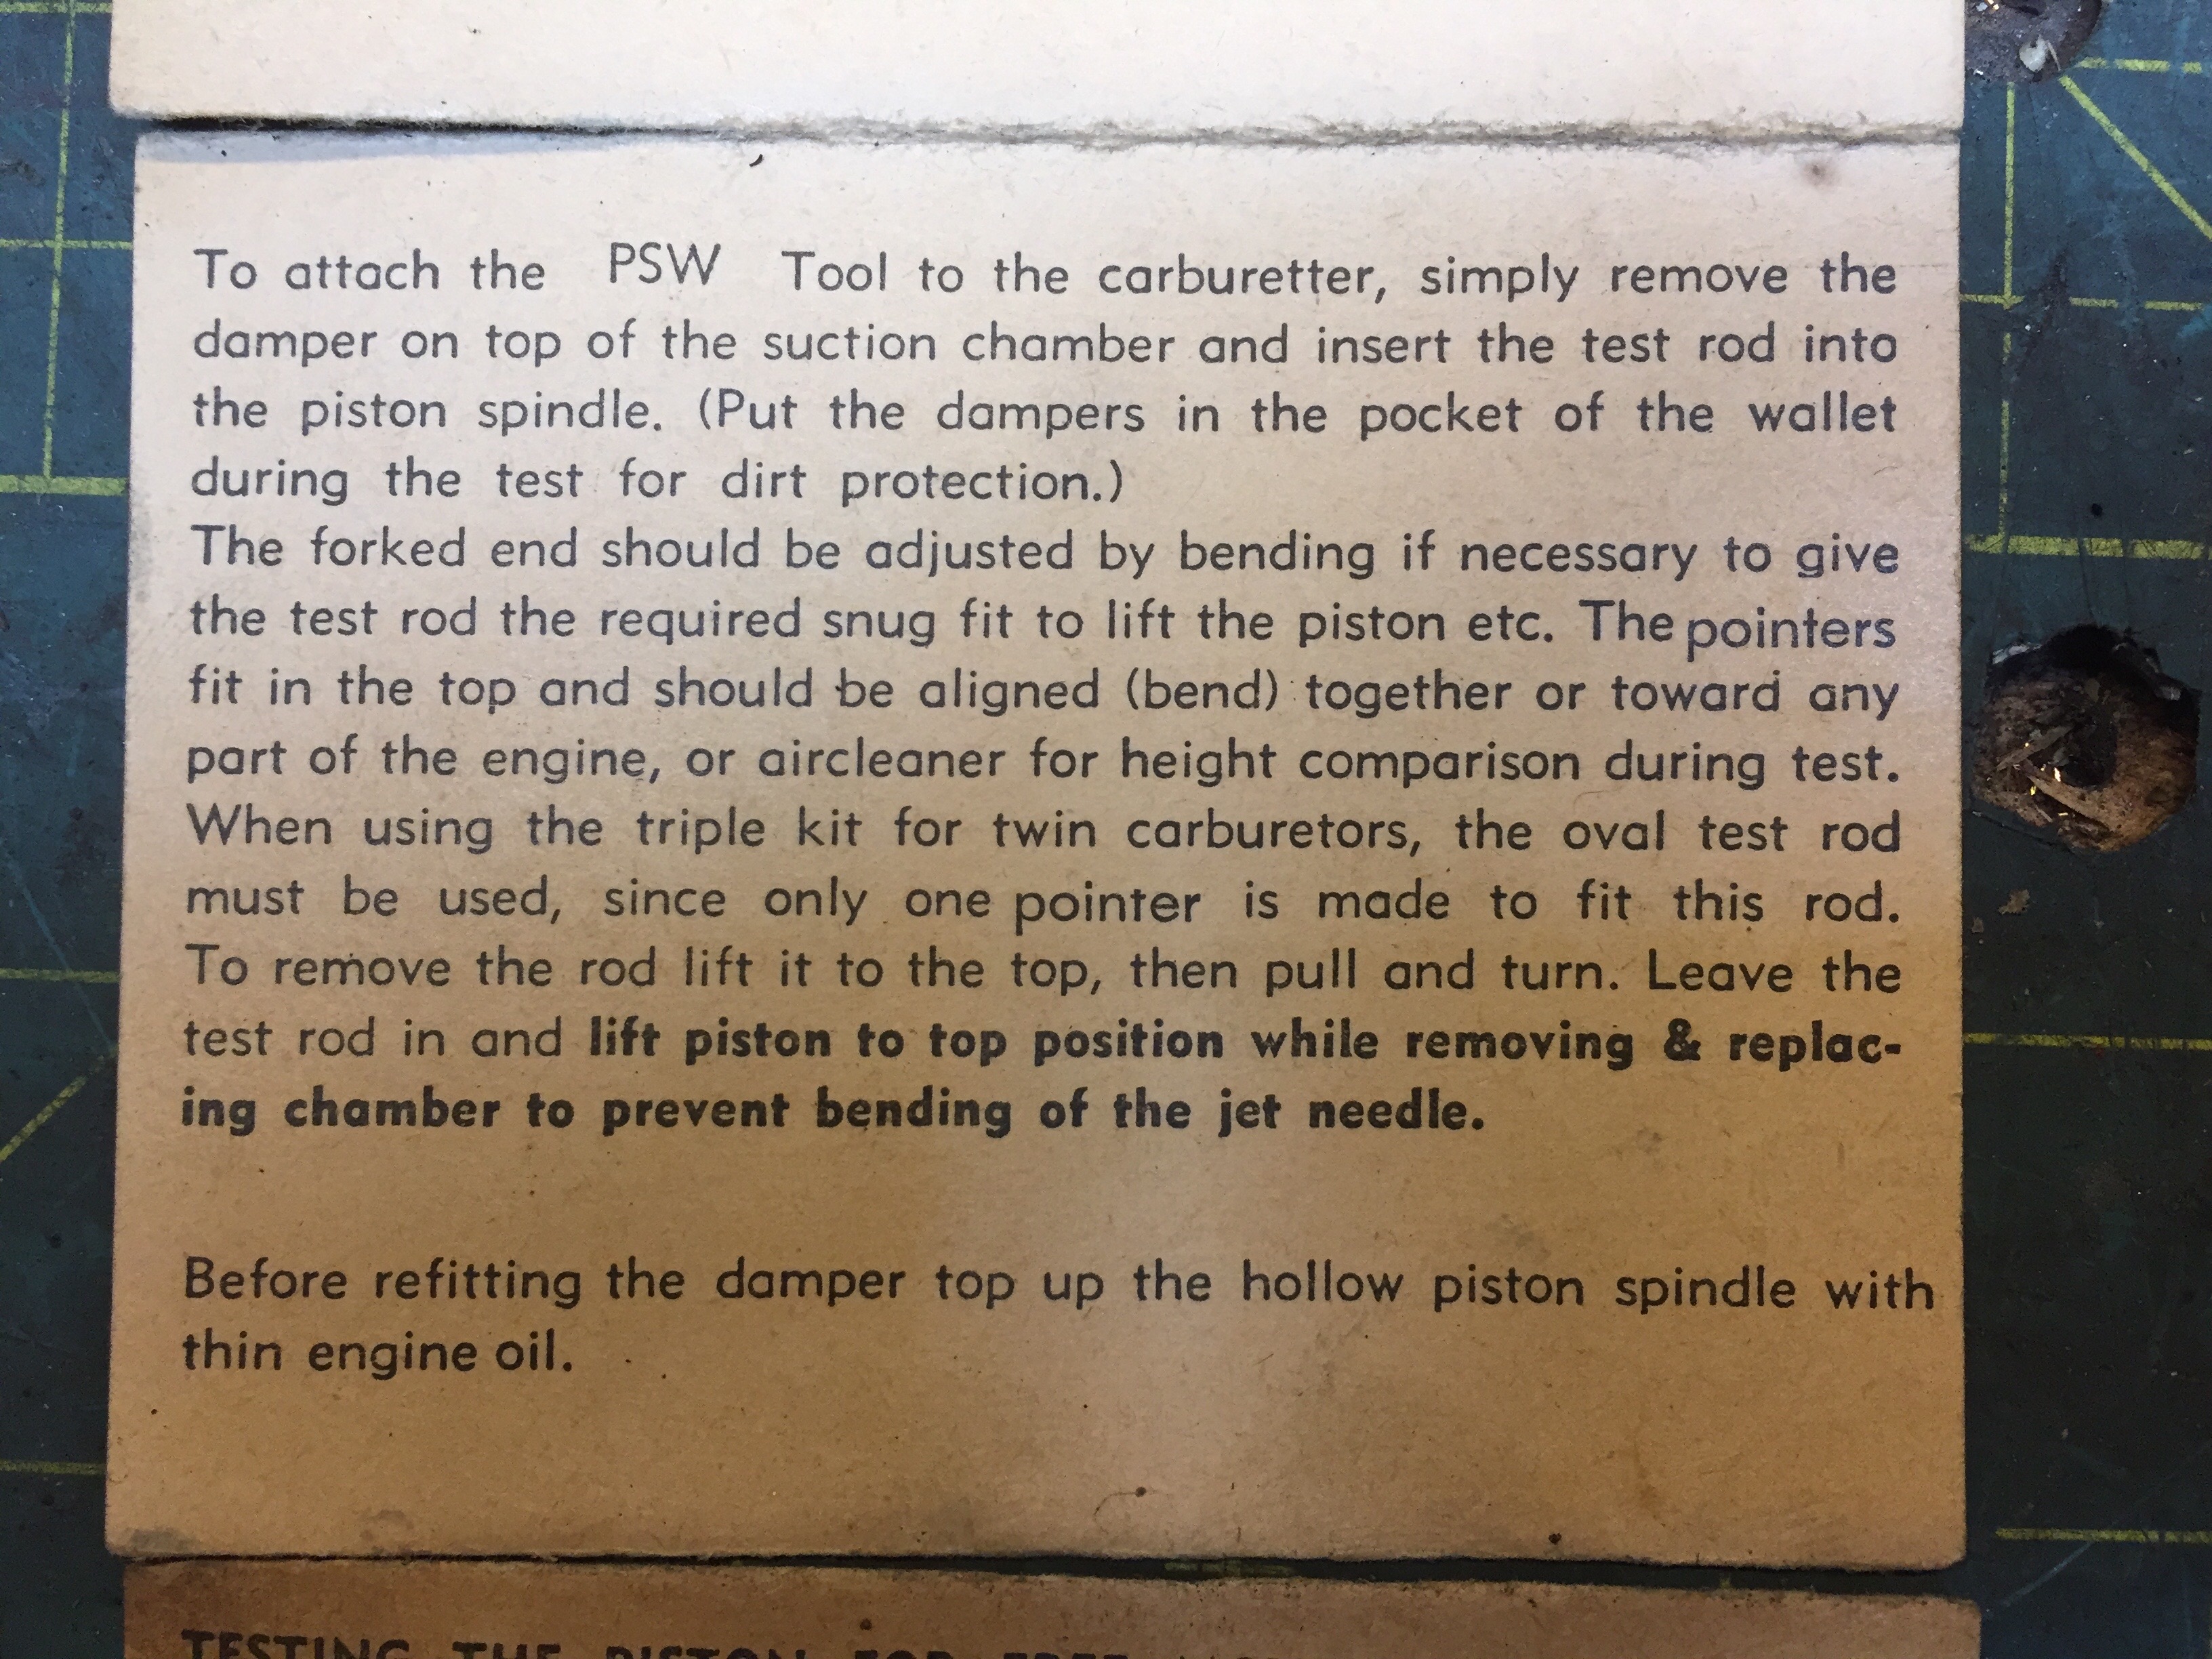 To attach the PSW Tool to the carburetter, simply remove the
damper on top of the suction chamber and insert the test rod into
the piston spindle. (Put the dampers in the pocket of the wallet
during the test for dirt protection.)
The forked end should be adjusted by bending if necessary to give
the test rod the required snug fit to lift the piston etc. The pointers
fit in the top and should be aligned (bend) together or toward any
part of the engine, or aircleaner for height comparison during test.
When using the triple kit for twin carburetors, the oval test rod
must be used, since only one pointer is made to fit this rod.
To remove the rod lift it to the top, then pull and turn. Leave the
test rod in and lift piston to top position while removing & replac-
ing chamber to prevent bending of the jet needle.
Before refitting the damper top up the hollow piston spindle with
thin engine oil.
TESTING THE PISTON FOR FREE